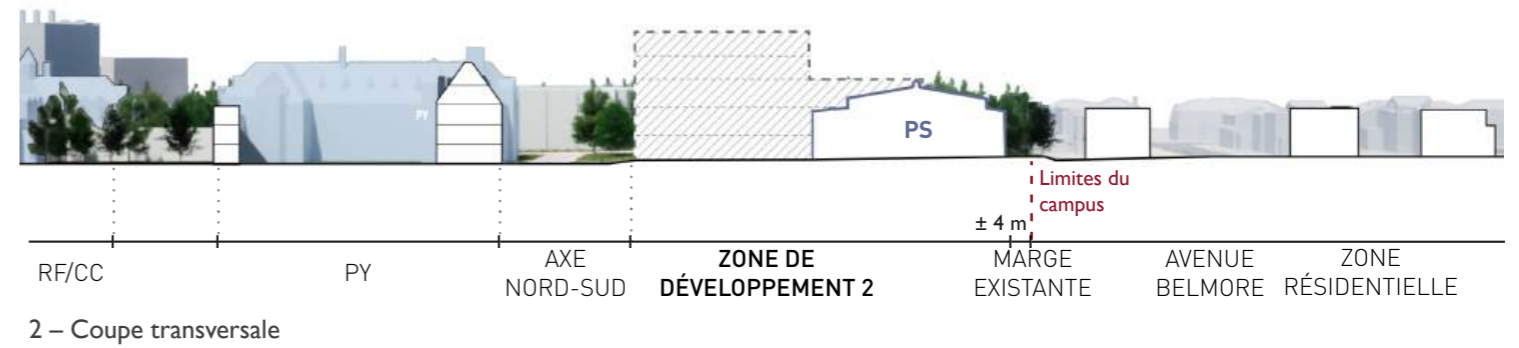 PY
PS
Limites du
campus
± 4 m
RF/CC
PY
AXE
NORD-SUD
ZONE DE
DÉVELOPPEMENT 2
MARGE
EXISTANTE
AVENUE
BELMORE
ZONE
RÉSIDENTIELLE
2 – Coupe transversale